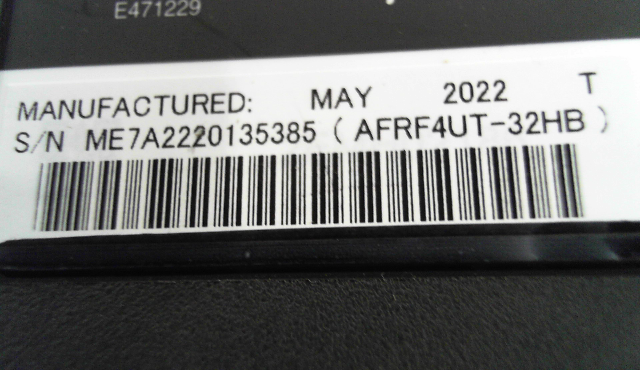 E471229
MANUFACTURED: MAY 2022 T
S/N ME7A2220135385 ( AFRF4UT-32HB )